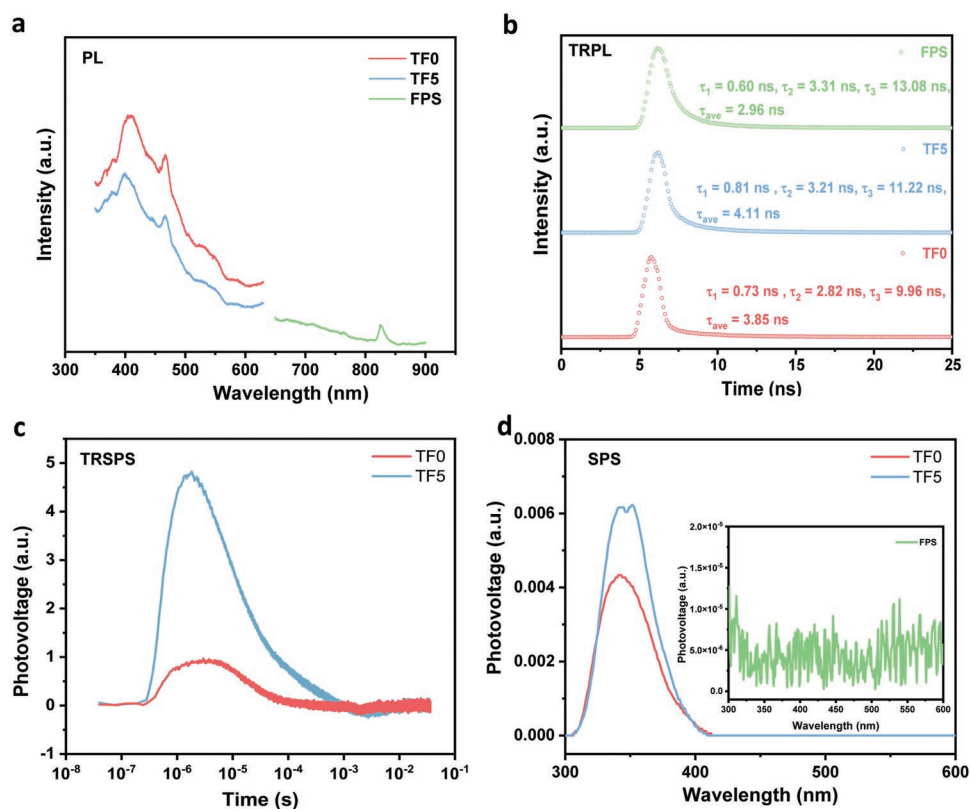 a
PL
TF0
TF5
FPS
Intensity (a.u.)
300 400 500 600 700 800 900
Wavelength (nm)
b
TRPL
FPS
τ1 = 0.60 ns, τ2 = 3.31 ns, τ3 = 13.08 ns,
τave = 2.96 ns
TF5
τ1 = 0.81 ns , τ2 = 3.21 ns, τ3 = 11.22 ns,
τave = 4.11 ns
TF0
τ1 = 0.73 ns , τ2 = 2.82 ns, τ3 = 9.96 ns,
τave = 3.85 ns
Intensity (a.u.)
0 5 10 15 20 25
Time (ns)
c
TRSPS
TF0
TF5
Photovoltage (a.u.)
5
4
3
2
1
0
-1
10-8 10-7 10-6 10-5 10-4 10-3 10-2 10-1
Time (s)
d
SPS
TF0
TF5
Photovoltage (a.u.)
0.008
0.006
0.004
0.002
0.000
300 400 500 600
Wavelength (nm)
FPS
Photovoltage (a.u.)
2.0×10-5
1.5×10-5
1.0×10-5
5.0×10-6
0.0
300 350 400 450 500 550 600
Wavelength (nm)